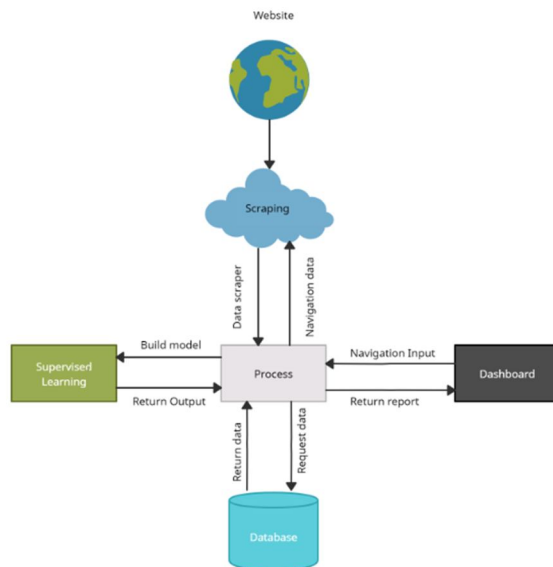 Website
Scraping
Data scraper
Navigation data
Build model
Navigation Input
Superviserl
Learning
Process
Dashboard
Return Output
Return report
Return data
Request data
Database